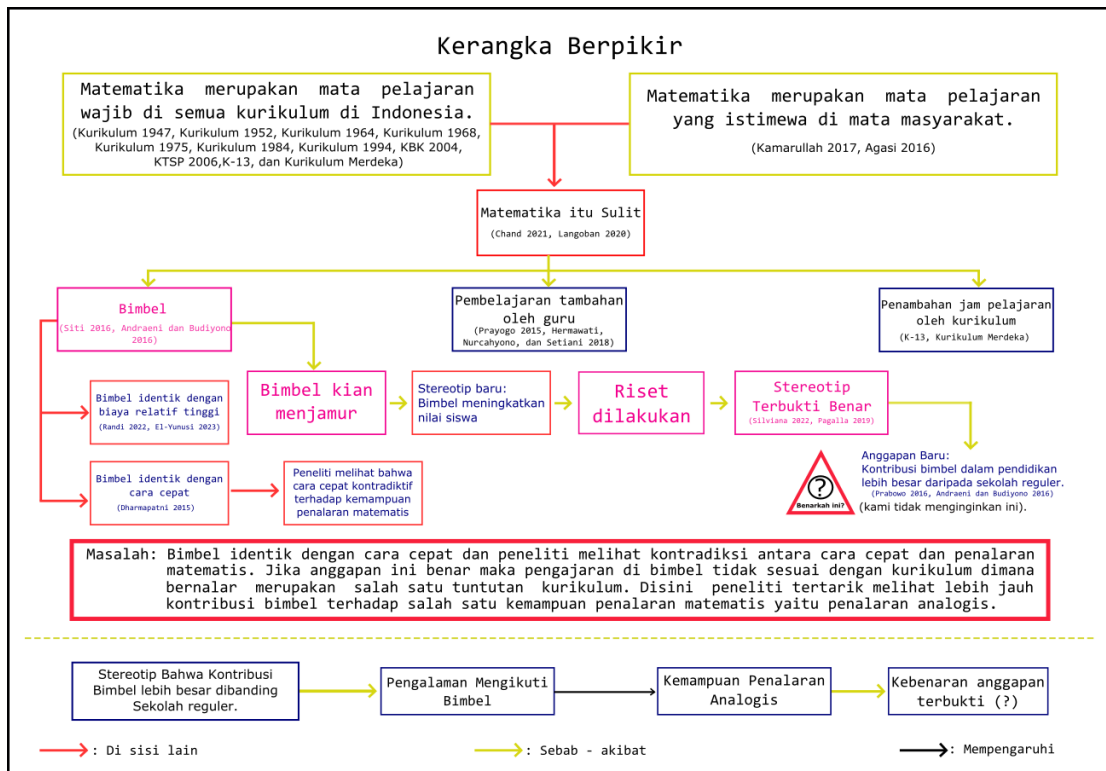 Kerangka Berpikir
Matematika merupakan mata pelajaran
wajib di semua kurikulum di Indonesia.
(Kurikulum 1947, Kurikulum 1952, Kurikulum 1964, Kurikulum 1968,
Kurikulum 1975, Kurikulum 1984, Kurikulum 1994, KBK 2004,
KTSP 2006,K-13, dan Kurikulum Merdeka)
Matematika merupakan mata pelajaran
yang istimewa di mata masyarakat.
(Kamarullah 2017, Agasi 2016)
Matematika itu Sulit
(Chand 2021, Langoban 2020)
Bimbel
(Siti 2016, Andraeni dan Budiyono
2016)
Pembelajaran tambahan
oleh guru
(Prayogo 2015, Hermawati,
Nurcahyono, dan Setiani 2018)
Penambahan jam pelajaran
oleh kurikulum
(K-13, Kurikulum Merdeka)
Bimbel identik dengan
biaya relatif tinggi
(Randi 2022, El-Yunusi 2023)
Bimbel kian
menjamur
Stereotip baru:
Bimbel meningkatkan
nilai siswa
Riset
dilakukan
Stereotip
Terbukti Benar
(Silviana 2022, Pagalla 2019)
Bimbel identik dengan
cara cepat
(Dharmapatni 2015)
Peneliti melihat bahwa
cara cepat kontradiktif
terhadap kemampuan
penalaran matematis
?
Benarkah ini?
Anggapan Baru:
Kontribusi bimbel dalam pendidikan
lebih besar daripada sekolah reguler.
(Prabowo 2016, Andraeni dan Budiyono 2016)
(kami tidak menginginkan ini).
Masalah: Bimbel identik dengan cara cepat dan peneliti melihat kontradiksi antara cara cepat dan penalaran
matematis. Jika anggapan ini benar maka pengajaran di bimbel tidak sesuai dengan kurikulum dimana
bernalar merupakan salah satu tuntutan kurikulum. Disini peneliti tertarik melihat lebih jauh
kontribusi bimbel terhadap salah satu kemampuan penalaran matematis yaitu penalaran analogis.
Stereotip Bahwa Kontribusi
Bimbel lebih besar dibanding
Sekolah reguler.
Pengalaman Mengikuti
Bimbel
Kemampuan Penalaran
Analogis
Kebenaran anggapan
terbukti (?)
: Di sisi lain
: Sebab - akibat
: Mempengaruhi